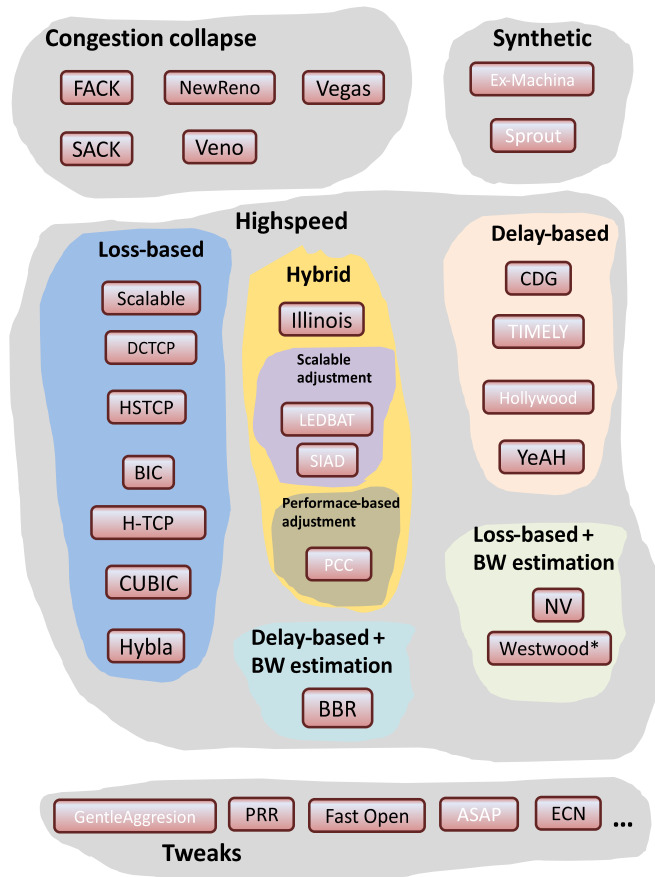 Congestion collapse
FACK
NewReno
Vegas
SACK
Veno
Synthetic
Ex-Machina
Sprout
Highspeed
Loss-based
Scalable
DCTCP
HSTCP
BIC
H-TCP
CUBIC
Hybla
Hybrid
Illinois
Scalable
adjustment
LEDBAT
SIAD
Performace-based
adjustment
PCC
Delay-based +
BW estimation
BBR
Delay-based
CDG
TIMELY
Hollywood
YeAH
Loss-based +
BW estimation
NV
Westwood*
GentleAggresion
PRR
Fast Open
ASAP
ECN
...
Tweaks